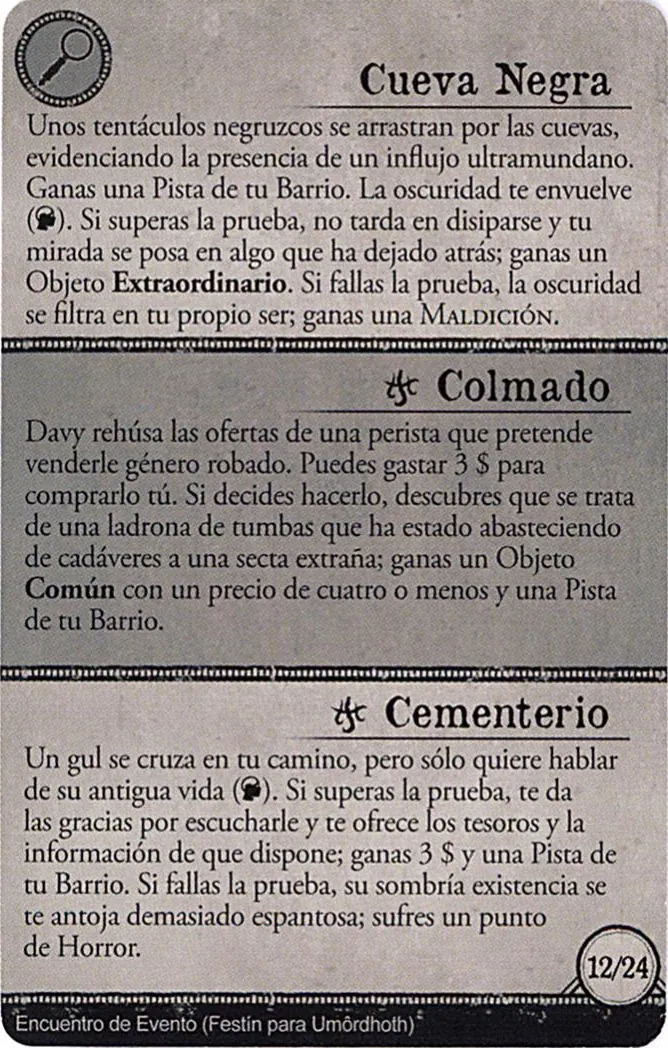 Cueva Negra
Unos tentáculos negruzcos se arrastran por las cuevas,
evidenciando la presencia de un influjo ultramundano.
Ganas una Pista de tu Barrio. La oscuridad te envuelve
(). Si superas la prueba, no tarda en disiparse y tu
mirada se posa en algo que ha dejado atrás; ganas un
Objeto Extraordinario. Si fallas la prueba, la oscuridad
se filtra en tu propio ser; ganas una MALDICIÓN.
Colmado
Davy rehúsa las ofertas de una perista que pretende
venderle género robado. Puedes gastar 3 $ para
comprarlo tú. Si decides hacerlo, descubres que se trata
de una ladrona de tumbas que ha estado abasteciendo
de cadáveres a una secta extraña; ganas un Objeto
Común con un precio de cuatro o menos y una Pista
de tu Barrio.
Cementerio
Un gul se cruza en tu camino, pero sólo quiere hablar
de su antigua vida (). Si superas la prueba, te da
las gracias por escucharle y te ofrece los tesoros y la
información de que dispone; ganas 3 $ y una Pista de
tu Barrio. Si fallas la prueba, su sombría existencia se
te antoja demasiado espantosa; sufres un punto
de Horror.
12/24
Encuentro de Evento (Festín para Umôrdhoth)